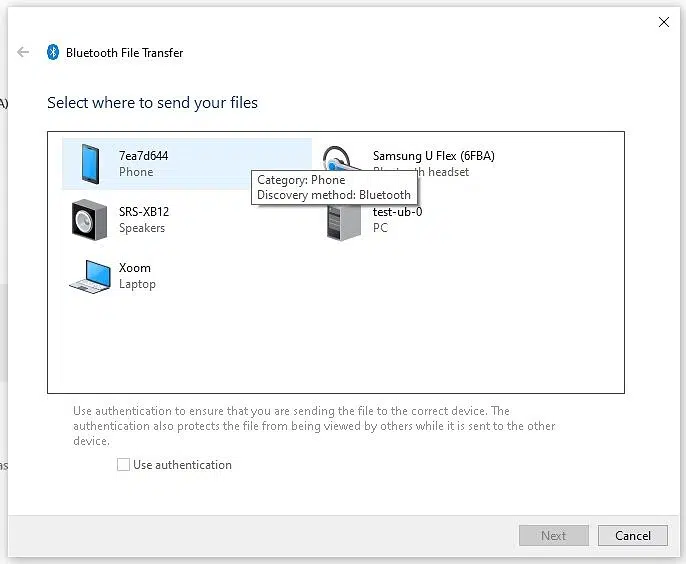 Bluetooth File Transfer
Select where to send your files
7ea7d644
Phone
Samsung U Flex (6FBA)
headset
Category: Phone
Discovery method: Bluetooth
SRS-XB12
Speakers
test-ub-0
PC
Xoom
Laptop
Use authentication to ensure that you are sending the file to the correct device. The
authentication also protects the file from being viewed by others while it is sent to the other
device.
Use authentication
Next
Cancel